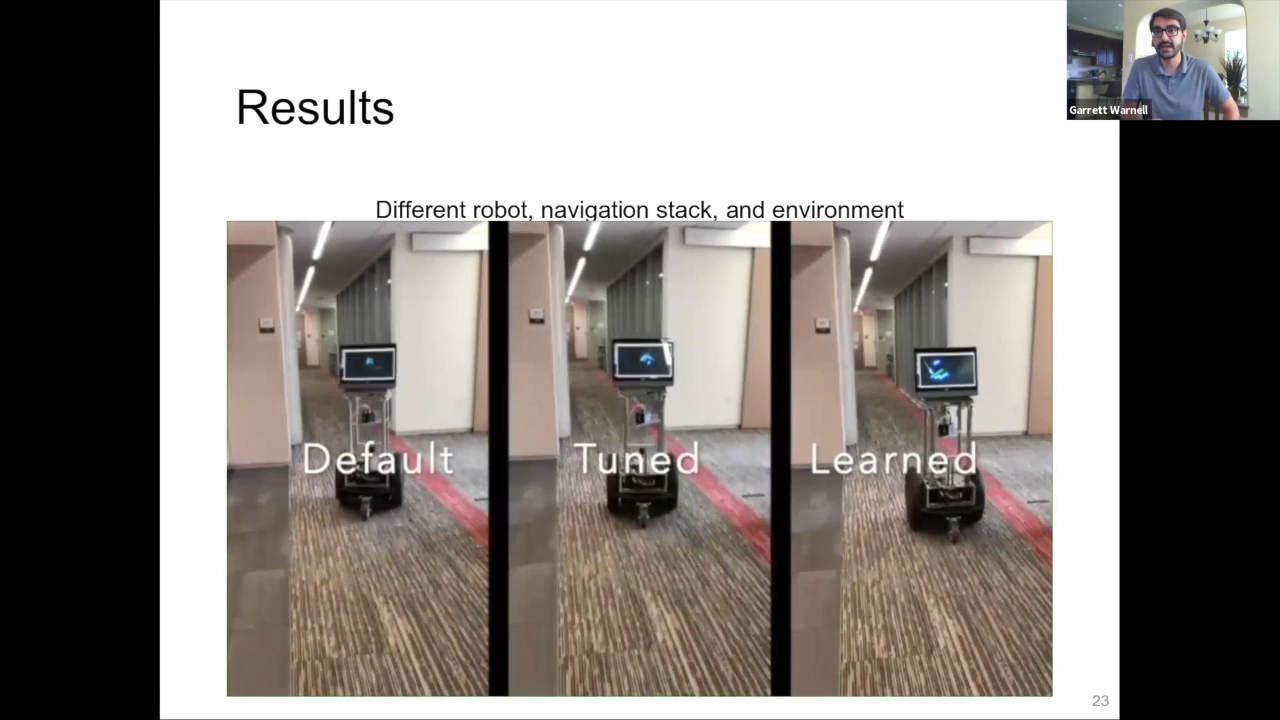 Results
Garrett Warnell
Different robot, navigation stack, and environment
Default
Tuned
Learned
23